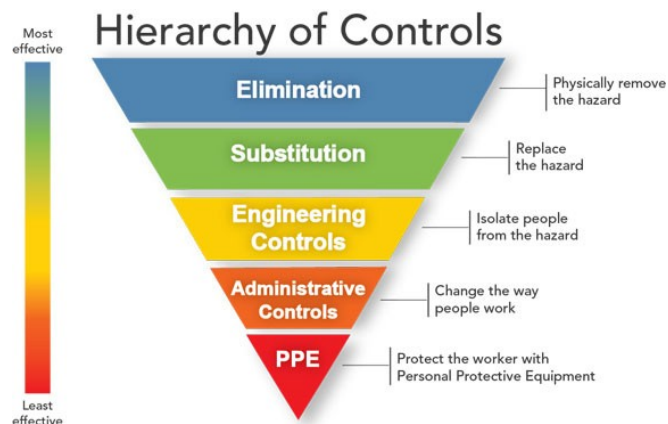 Most
effective
Hierarchy of Controls
Elimination
Physically remove
the hazard
Substitution
Replace
the hazard
Engineering
Controls
Isolate people
from the hazard
Administrative
Controls
Change the way
people work
PPE
Protect the worker with
Personal Protective Equipment
Least
effective